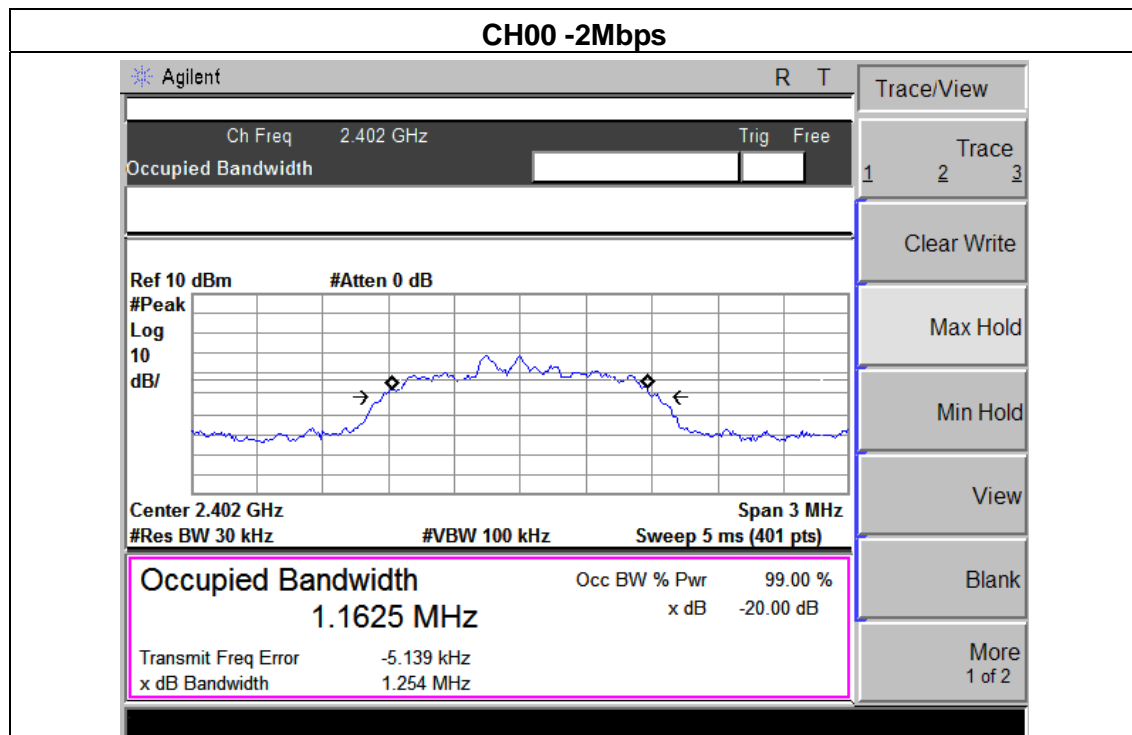 CH00 -2Mbps
Agilent R T
Ch Freq 2.402 GHz Trig Free
Occupied Bandwidth
Ref 10 dBm #Atten 0 dB
#Peak
Log
10
dB/
Center 2.402 GHz Span 3 MHz
#Res BW 30 kHz #VBW 100 kHz Sweep 5 ms (401 pts)
Occupied Bandwidth Occ BW % Pwr 99.00 %
1.1625 MHz x dB -20.00 dB
Transmit Freq Error -5.139 kHz
x dB Bandwidth 1.254 MHz
Trace/View
Trace
1 2 3
Clear Write
Max Hold
Min Hold
View
Blank
More
1 of 2